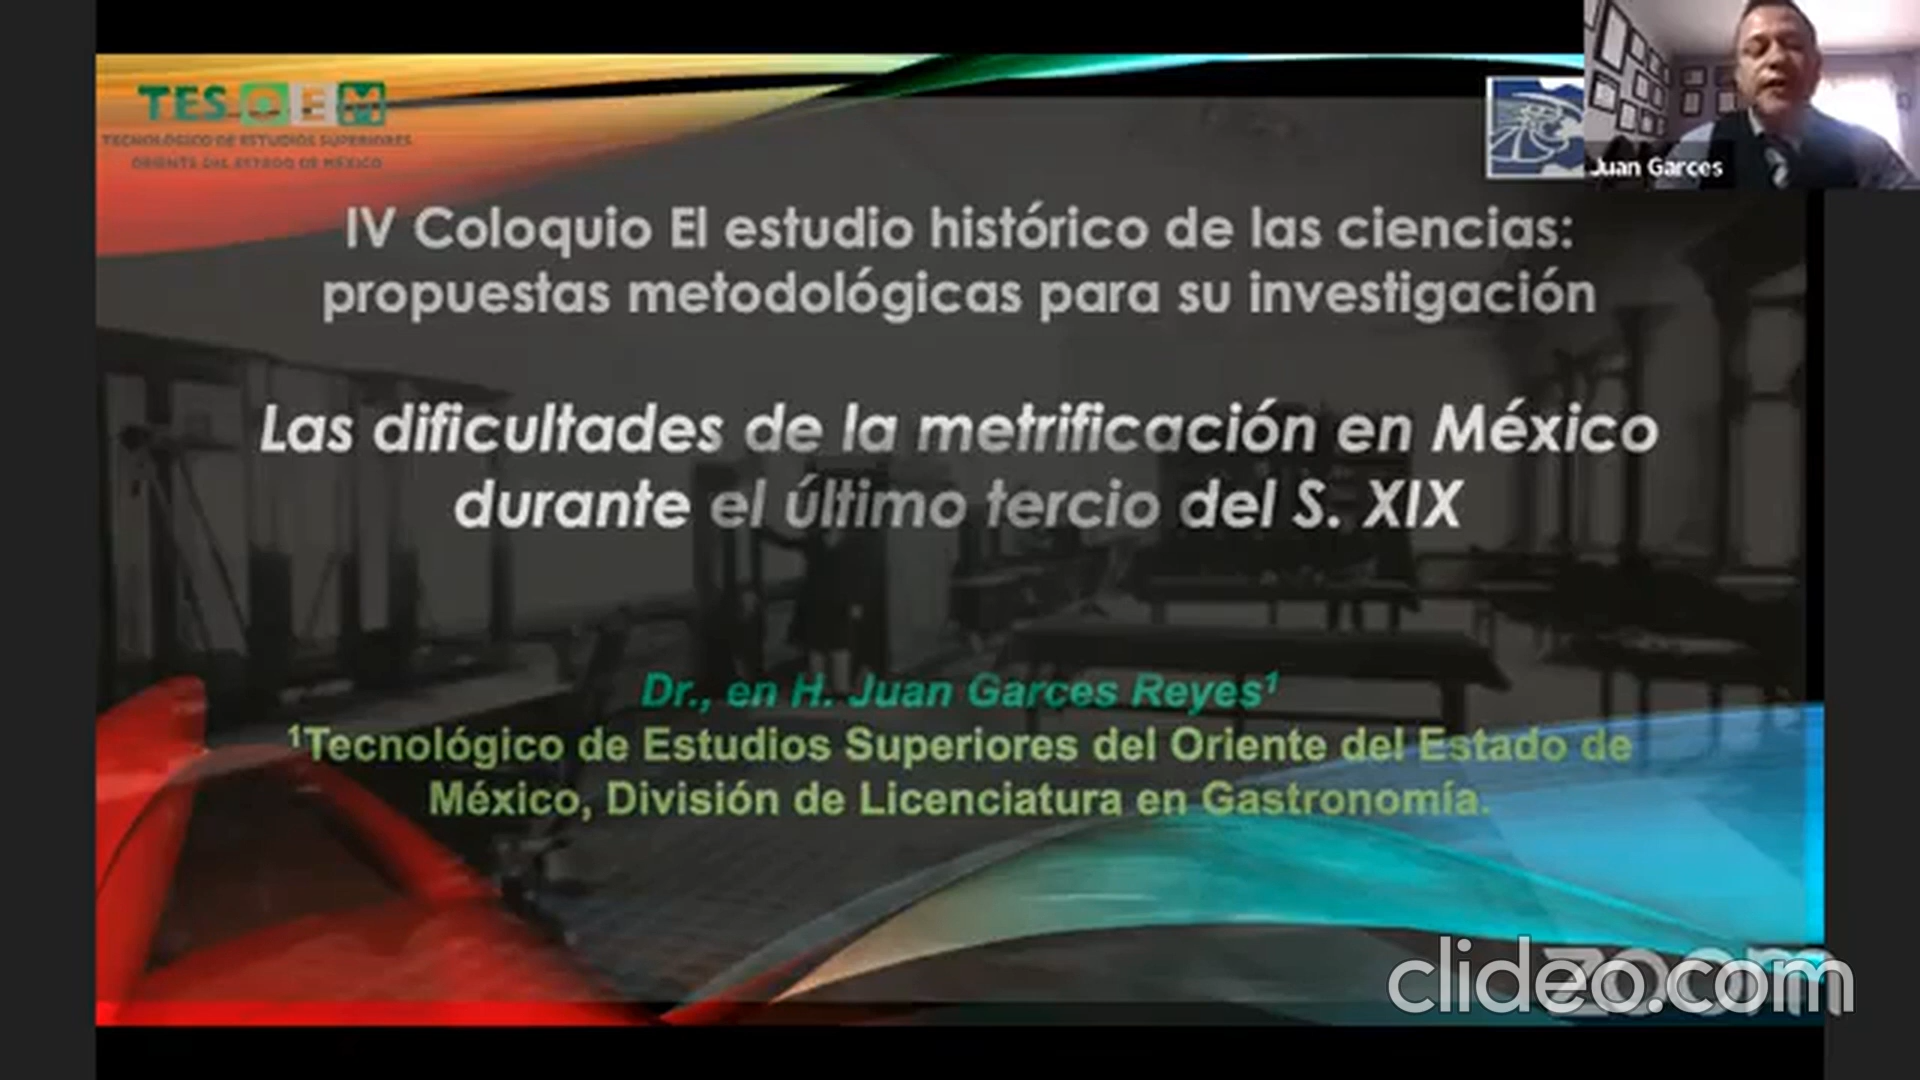 TESOEM
TECNOLÓGICO DE ESTUDIOS SUPERIORES
ORIENTE DEL ESTADO DE MÉXICO
Juan Garces
IV Coloquio El estudio histórico de las ciencias:
propuestas metodológicas para su investigación
Las dificultades de la metrificación en México
durante el último tercio del S. XIX
Dr., en H. Juan Garces Reyes¹
¹Tecnológico de Estudios Superiores del Oriente del Estado de
México, División de Licenciatura en Gastronomía.
clideo.com
zoom